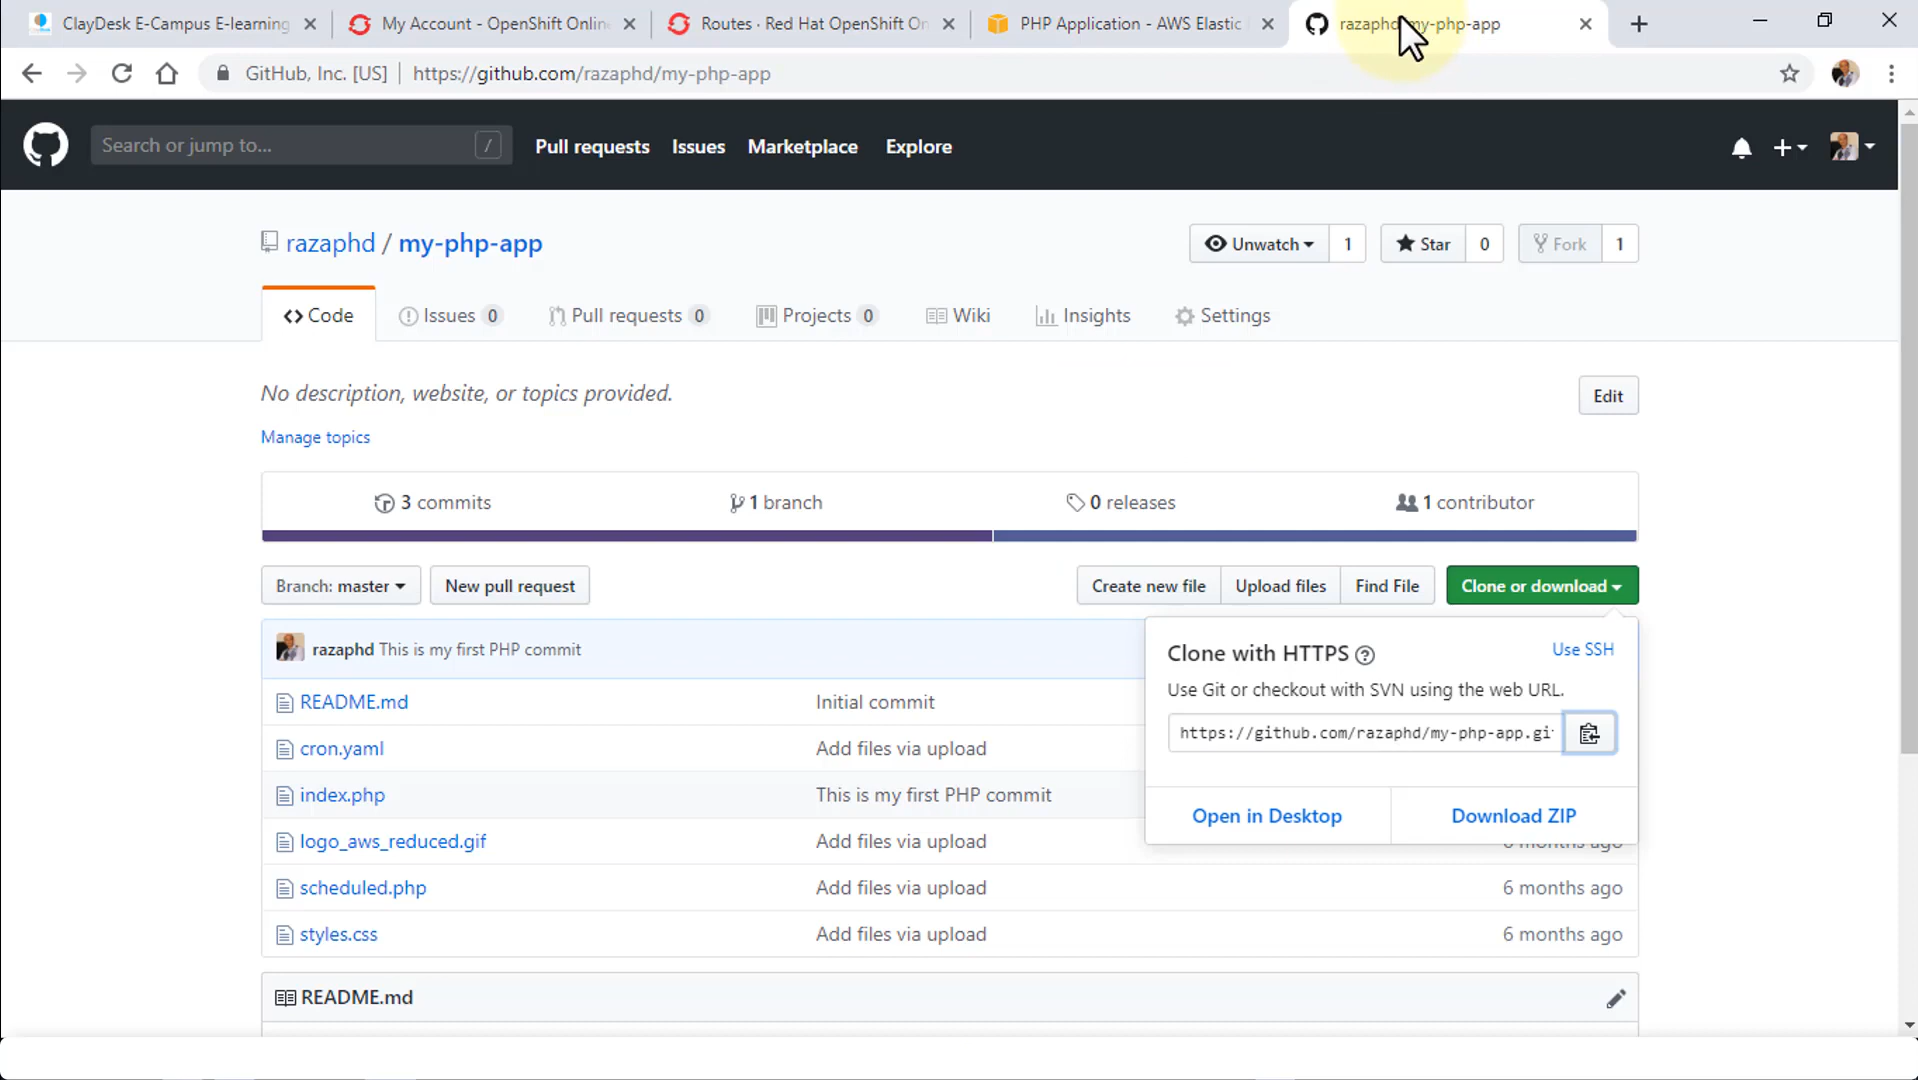 ClayDesk E-Campus E-learning
My Account - OpenShift Online
Routes · Red Hat OpenShift On
PHP Application - AWS Elastic
razaphd/my-php-app
GitHub, Inc. [US]
https://github.com/razaphd/my-php-app
Search or jump to...
/
Pull requests
Issues
Marketplace
Explore
razaphd / my-php-app
Unwatch 1
Star 0
Fork 1
Code
Issues 0
Pull requests 0
Projects 0
Wiki
Insights
Settings
No description, website, or topics provided.
Edit
Manage topics
3 commits
1 branch
0 releases
1 contributor
Branch: master
New pull request
Create new file
Upload files
Find File
Clone or download
razaphd This is my first PHP commit
Clone with HTTPS
Use SSH
Use Git or checkout with SVN using the web URL.
https://github.com/razaphd/my-php-app.gi
Open in Desktop
Download ZIP
README.md
Initial commit
cron.yaml
Add files via upload
index.php
This is my first PHP commit
logo_aws_reduced.gif
Add files via upload
6 months ago
scheduled.php
Add files via upload
6 months ago
styles.css
Add files via upload
6 months ago
README.md